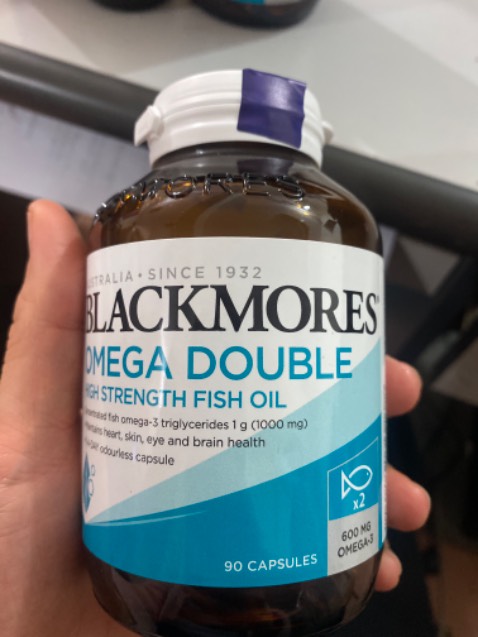 AUSTRALIA • SINCE 1932
BLACKMORES®
OMEGA DOUBLE
HIGH STRENGTH FISH OIL
fish omega-3 triglycerides 1 g (1000 mg)
heart, skin, eye and brain health
odourless capsule
x2
600 MG
OMEGA-3
90 CAPSULES